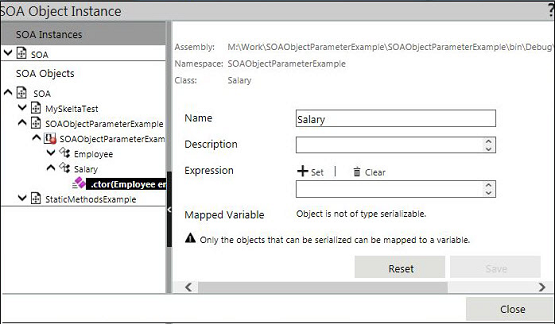 SOA Object Instance
?
SOA Instances
SOA
SOA Objects
SOA
MySkeltaTest
SOAObjectParameterExample
SOAObjectParameterExam
Employee
Salary
.ctor(Employee em
StaticMethodsExample
Assembly: M:\Work\SOAObjectParameterExample\SOAObjectParameterExample\bin\Debug
Namespace: SOAObjectParameterExample
Class: Salary
Name Salary
Description
Expression Set | Clear
Mapped Variable Object is not of type serializable.
Only the objects that can be serialized can be mapped to a variable.
Reset Save
Close